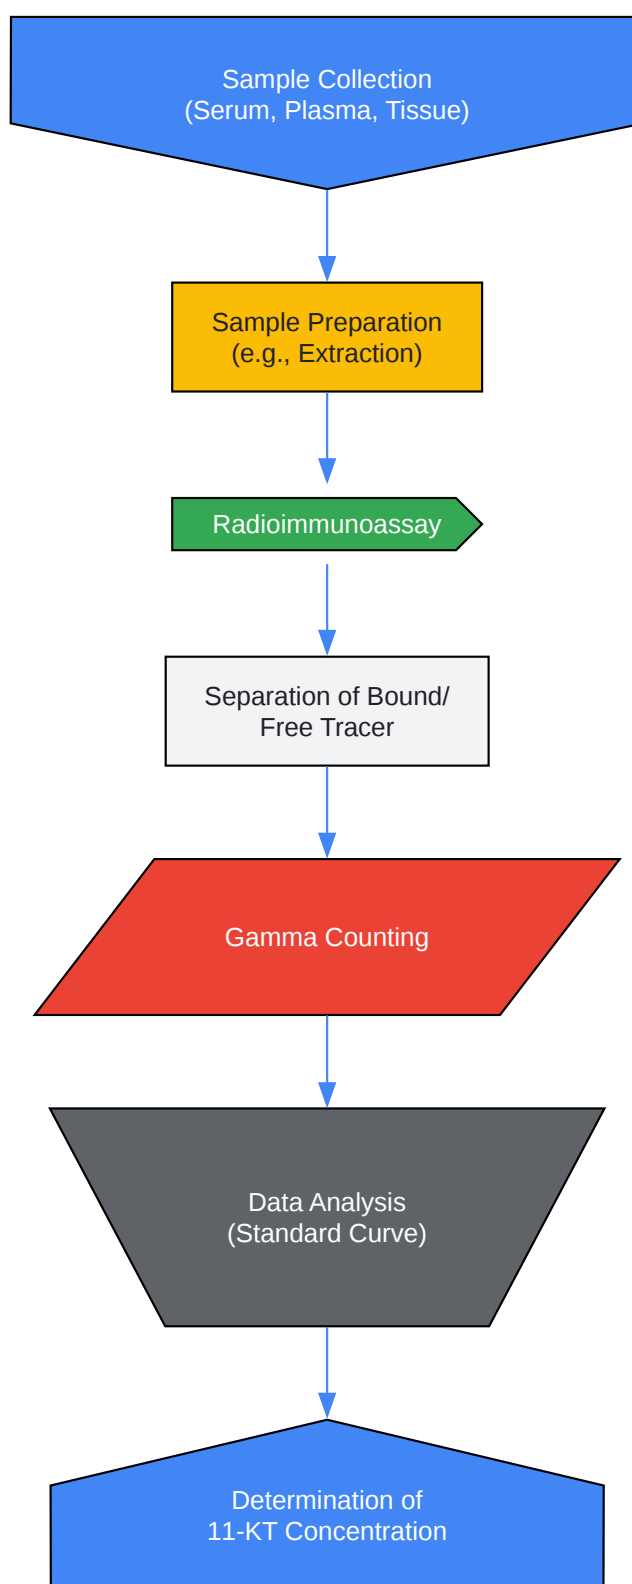 Sample Collection
(Serum, Plasma, Tissue)
Sample Preparation
(e.g., Extraction)
Radioimmunoassay
Separation of Bound/
Free Tracer
Gamma Counting
Data Analysis
(Standard Curve)
Determination of
11-KT Concentration